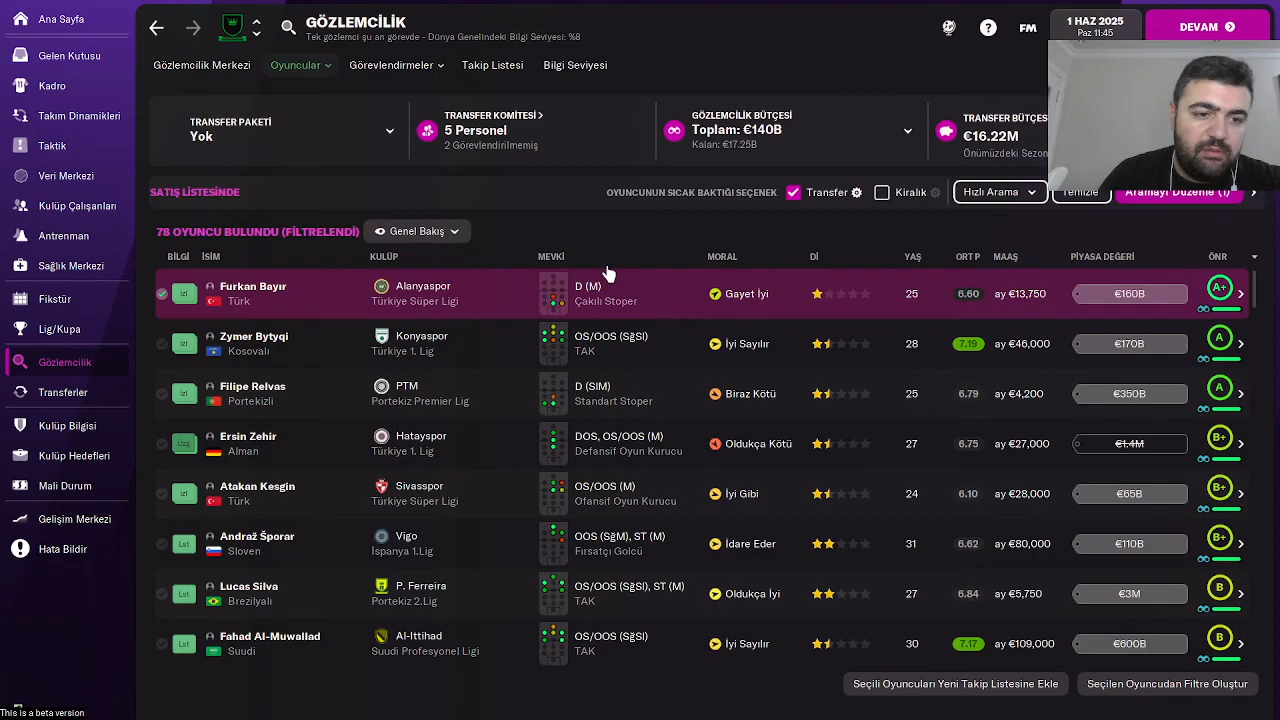 Ana Sayfa
Gelen Kutusu
Kadro
Takım Dinamikleri
Taktik
Veri Merkezi
Kulüp Çalışanları
Antrenman
Sağlık Merkezi
Fikstür
Lig/Kupa
Gözlemcilik
Transferler
Kulüp Bilgisi
Kulüp Hedefleri
Mali Durum
Gelişim Merkezi
Hata Bildir
This is a beta version
GÖZLEMCİLİK
Tek gözlemci şu an görevde - Dünya Genelindeki Bilgi Seviyesi: %8
FM
1 HAZ 2025
Paz 11:45
DEVAM
Gözlemcilik Merkezi Oyuncular Görevlendirmeler Takip Listesi Bilgi Seviyesi
TRANSFER PAKETİ
Yok
TRANSFER KOMİTESİ
5 Personel
2 Görevlendirilmemiş
GÖZLEMCİLİK BÜTÇESİ
Toplam: €140B
Kalan: €17.25B
TRANSFER BÜTÇES
€16.22M
Önümüzdeki Sezon
SATIŞ LİSTESİNDE
OYUNCUNUN SICAK BAKTIĞI SEÇENEK Transfer Kiralık Hızlı Arama Temizle Aramayı Düzenle (1)
78 OYUNCU BULUNDU (FİLTRELENDİ) Genel Bakış
BİLGİ İSİM KULÜP MEVKİ MORAL Dİ YAŞ ORT P MAAŞ PİYASA DEĞERİ ÖNR
İzl Furkan Bayır Alanyaspor D (M) Gayet İyi 25 6.60 ay €13,750 €160B A+
Türk Türkiye Süper Ligi Çakılı Stoper
İzl Zymer Bytyqi Konyaspor OS/OOS (SğSl) İyi Sayılır 28 7.19 ay €46,000 €170B A
Kosovalı Türkiye 1. Lig TAK
İzl Filipe Relvas PTM D (SlM) Biraz Kötü 25 6.79 ay €4,200 €350B A
Portekizli Portekiz Premier Lig Standart Stoper
Uzg Ersin Zehir Hatayspor DOS, OS/OOS (M) Oldukça Kötü 27 6.75 ay €27,000 €1.4M B+
Alman Türkiye 1. Lig Defansif Oyun Kurucu
İzl Atakan Kesgin Sivasspor OS/OOS (M) İyi Gibi 24 6.10 ay €28,000 €65B B+
Türk Türkiye Süper Ligi Ofansif Oyun Kurucu
Lst Andraž Šporar Vigo OOS (SğM), ST (M) İdare Eder 31 6.62 ay €80,000 €110B B+
Sloven İspanya 1.Lig Fırsatçı Golcü
Lst Lucas Silva P. Ferreira OS/OOS (SğSl), ST (M) Oldukça İyi 27 6.84 ay €5,750 €3M B
Brezilyalı Portekiz 2.Lig TAK
Lst Fahad Al-Muwallad Al-Ittihad OS/OOS (SğSl) İyi Sayılır 30 7.17 ay €109,000 €600B B
Suudi Suudi Profesyonel Ligi TAK
Seçili Oyuncuları Yeni Takip Listesine Ekle Seçilen Oyuncudan Filtre Oluştur